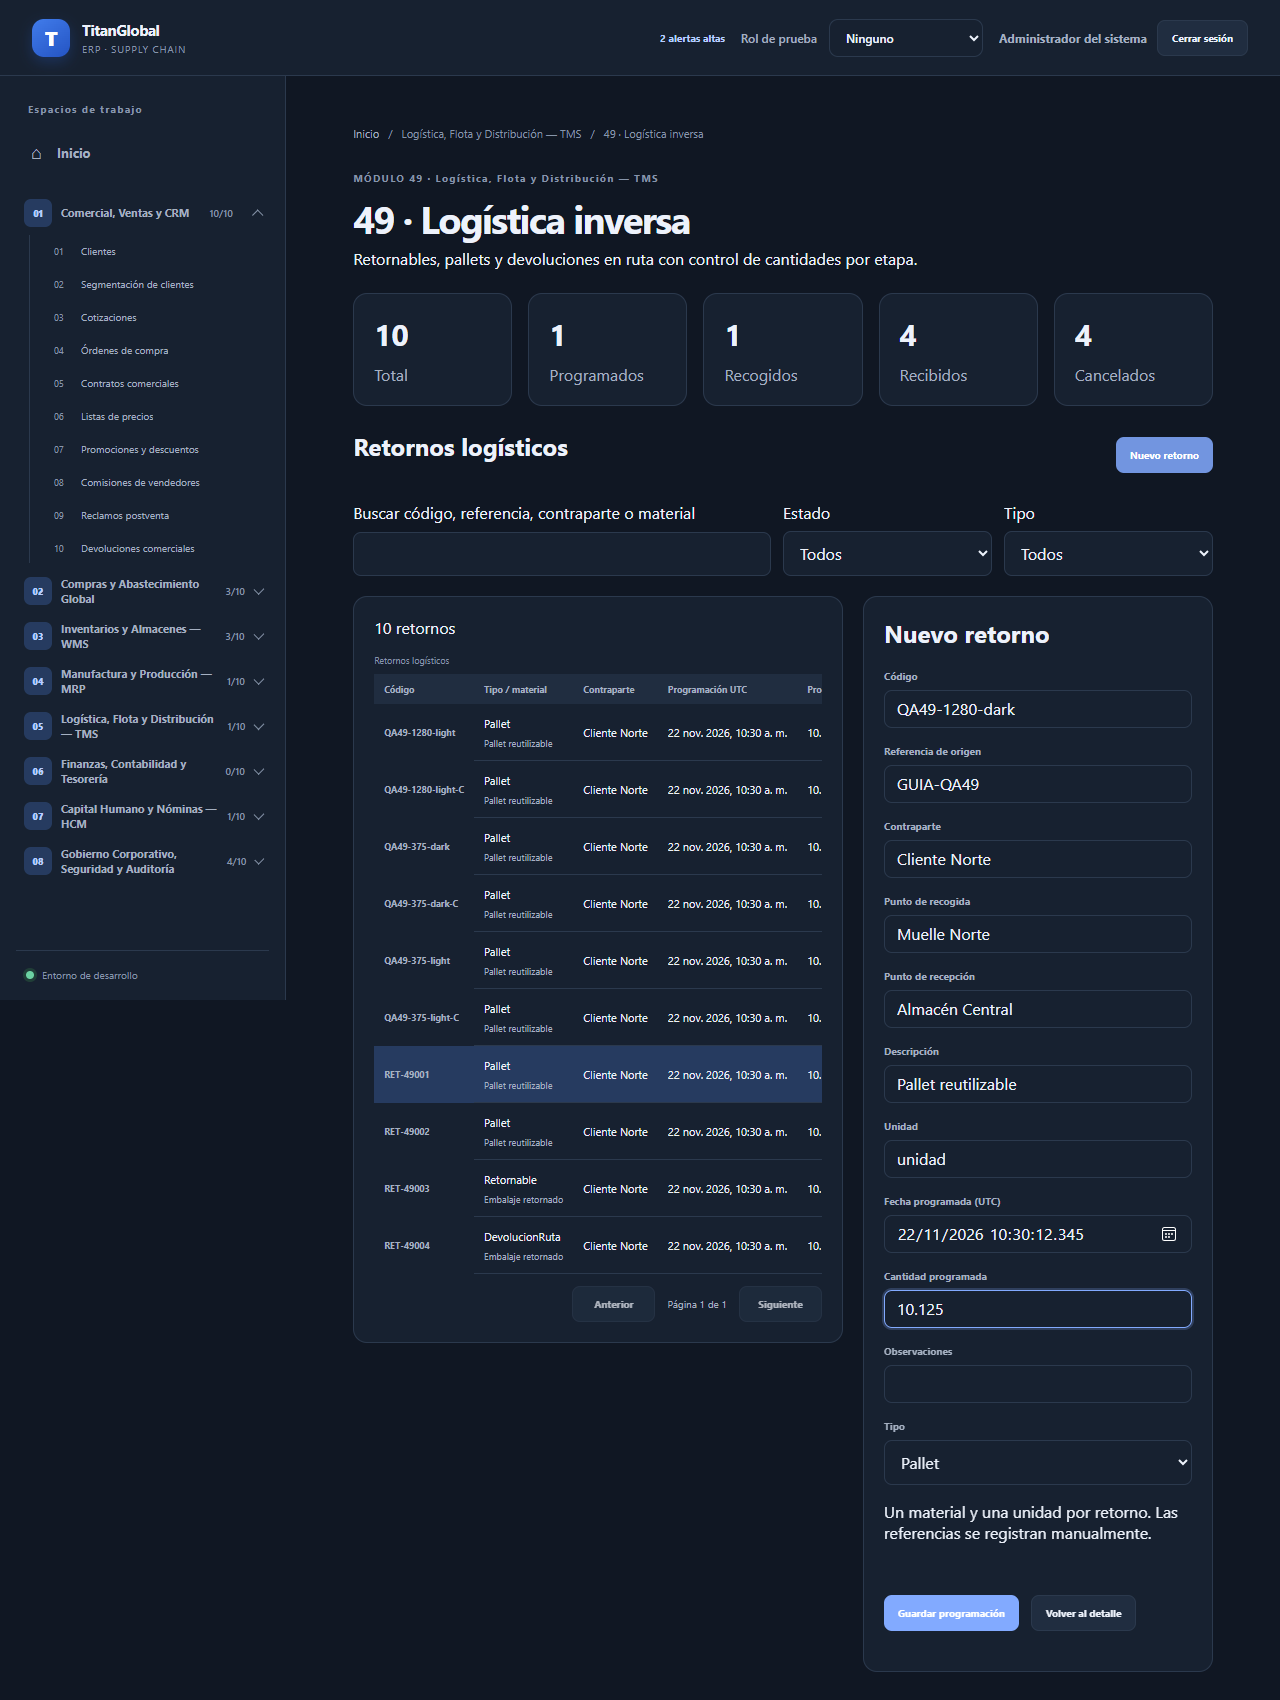 T
TitanGlobal
ERP · SUPPLY CHAIN
2 alertas altas
Rol de prueba
Ninguno
Administrador del sistema
Cerrar sesión
Espacios de trabajo
Inicio
01 Comercial, Ventas y CRM 10/10
01 Clientes
02 Segmentación de clientes
03 Cotizaciones
04 Órdenes de compra
05 Contratos comerciales
06 Listas de precios
07 Promociones y descuentos
08 Comisiones de vendedores
09 Reclamos postventa
10 Devoluciones comerciales
02 Compras y Abastecimiento Global 3/10
03 Inventarios y Almacenes — WMS 3/10
04 Manufactura y Producción — MRP 1/10
05 Logística, Flota y Distribución — TMS 1/10
06 Finanzas, Contabilidad y Tesorería 0/10
07 Capital Humano y Nóminas — HCM 1/10
08 Gobierno Corporativo, Seguridad y Auditoría 4/10
Entorno de desarrollo
Inicio / Logística, Flota y Distribución — TMS / 49 · Logística inversa
MÓDULO 49 · Logística, Flota y Distribución — TMS
49 · Logística inversa
Retornables, pallets y devoluciones en ruta con control de cantidades por etapa.
10
Total
1
Programados
1
Recogidos
4
Recibidos
4
Cancelados
Retornos logísticos
Nuevo retorno
Buscar código, referencia, contraparte o material
Estado
Todos
Tipo
Todos
10 retornos
Retornos logísticos
Código Tipo / material Contraparte Programación UTC Pro
QA49-1280-light Pallet Pallet reutilizable Cliente Norte 22 nov. 2026, 10:30 a. m. 10.
QA49-1280-light-C Pallet Pallet reutilizable Cliente Norte 22 nov. 2026, 10:30 a. m. 10.
QA49-375-dark Pallet Pallet reutilizable Cliente Norte 22 nov. 2026, 10:30 a. m. 10.
QA49-375-dark-C Pallet Pallet reutilizable Cliente Norte 22 nov. 2026, 10:30 a. m. 10.
QA49-375-light Pallet Pallet reutilizable Cliente Norte 22 nov. 2026, 10:30 a. m. 10.
QA49-375-light-C Pallet Pallet reutilizable Cliente Norte 22 nov. 2026, 10:30 a. m. 10.
RET-49001 Pallet Pallet reutilizable Cliente Norte 22 nov. 2026, 10:30 a. m. 10.
RET-49002 Pallet Pallet reutilizable Cliente Norte 22 nov. 2026, 10:30 a. m. 10.
RET-49003 Retornable Embalaje retornado Cliente Norte 22 nov. 2026, 10:30 a. m. 10.
RET-49004 DevolucionRuta Embalaje retornado Cliente Norte 22 nov. 2026, 10:30 a. m. 10.
Anterior
Página 1 de 1
Siguiente
Nuevo retorno
Código
QA49-1280-dark
Referencia de origen
GUIA-QA49
Contraparte
Cliente Norte
Punto de recogida
Muelle Norte
Punto de recepción
Almacén Central
Descripción
Pallet reutilizable
Unidad
unidad
Fecha programada (UTC)
22/11/2026 10:30:12.345
Cantidad programada
10.125
Observaciones
Tipo
Pallet
Un material y una unidad por retorno. Las
referencias se registran manualmente.
Guardar programación
Volver al detalle